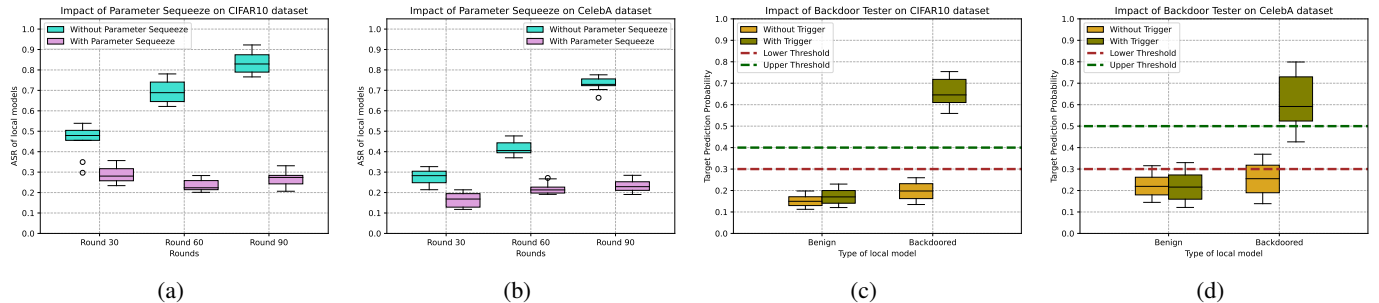 Impact of Parameter Sequeeze on CIFAR10 dataset
Without Parameter Sequeeze
With Parameter Sequeeze
1.0
0.9
0.8
0.7
0.6
0.5
0.4
0.3
0.2
0.1
0.0
ASR of local models
Round 30
Round 60
Round 90
Rounds
(a)
Impact of Parameter Sequeeze on CelebA dataset
Without Parameter Sequeeze
With Parameter Sequeeze
1.0
0.9
0.8
0.7
0.6
0.5
0.4
0.3
0.2
0.1
0.0
ASR of local models
Round 30
Round 60
Round 90
Rounds
(b)
Impact of Backdoor Tester on CIFAR10 dataset
Without Trigger
With Trigger
Lower Threshold
Upper Threshold
1.0
0.9
0.8
0.7
0.6
0.5
0.4
0.3
0.2
0.1
0.0
Target Prediction Probability
Benign
Backdoored
Type of local model
(c)
Impact of Backdoor Tester on CelebA dataset
Without Trigger
With Trigger
Lower Threshold
Upper Threshold
1.0
0.9
0.8
0.7
0.6
0.5
0.4
0.3
0.2
0.1
0.0
Target Prediction Probability
Benign
Backdoored
Type of local model
(d)